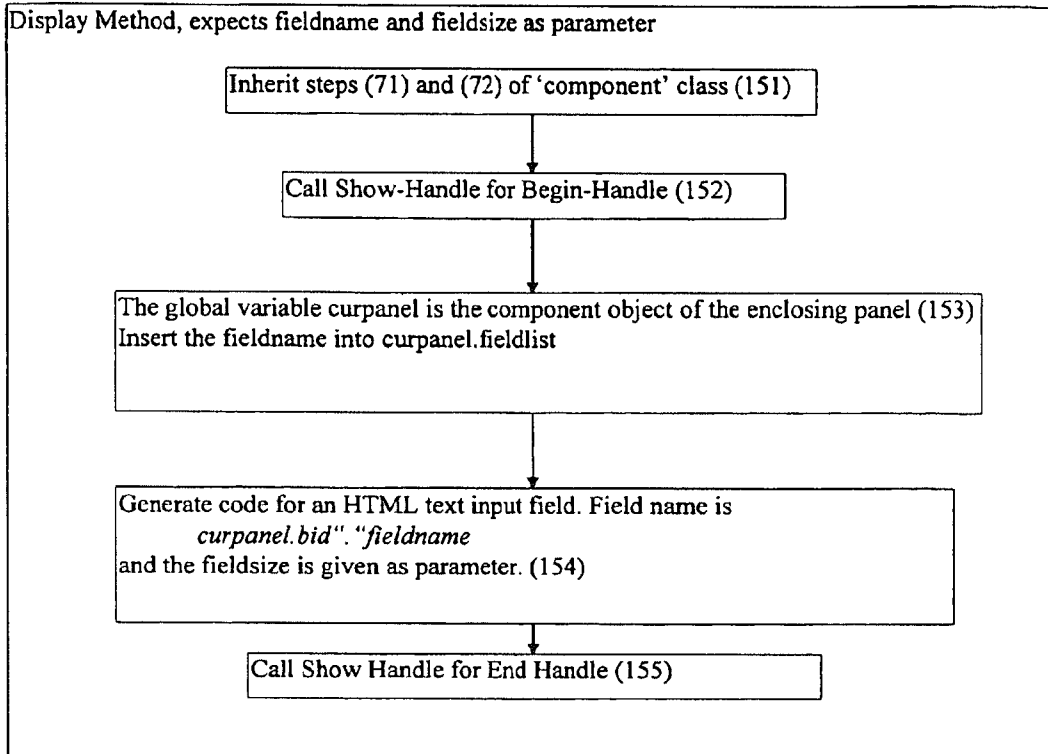 Display Method, expects fieldname and fieldsize as parameter
Inherit steps (71) and (72) of ‘component’ class (151)
Call Show-Handle for Begin-Handle (152)
The global variable curpanel is the component object of the enclosing panel (153)
Insert the fieldname into curpanel.fieldlist
Generate code for an HTML text input field. Field name is
curpanel.bid“. “fieldname
and the fieldsize is given as parameter. (154)
Call Show Handle for End Handle (155)